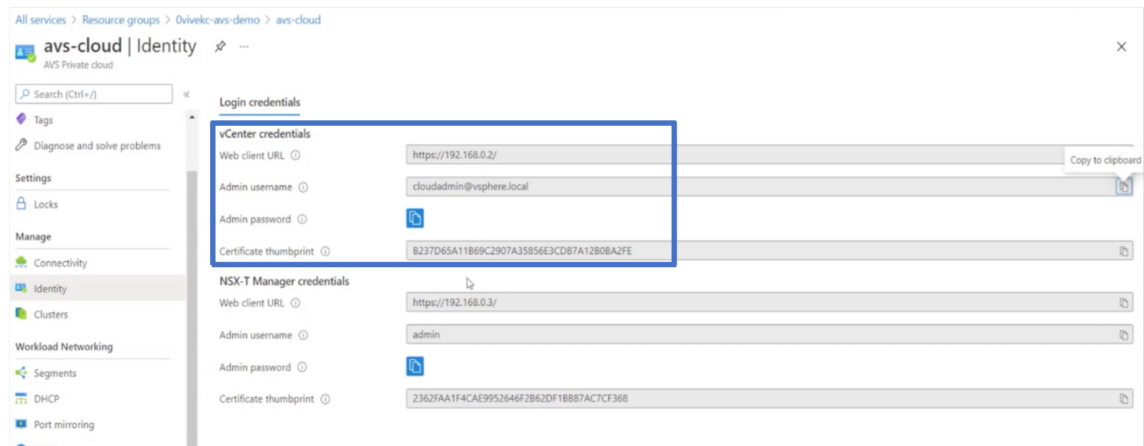 All services > Resource groups > 0vivekc-avs-demo > avs-cloud
avs-cloud | Identity
AVS Private cloud
Search (Ctrl+/)
Tags
Diagnose and solve problems
Settings
Locks
Manage
Connectivity
Identity
Clusters
Workload Networking
Segments
DHCP
Port mirroring
Login credentials
vCenter credentials
Web client URL https://192.168.0.2/
Copy to clipboard
Admin username cloudadmin@vsphere.local
Admin password
Certificate thumbprint B237D65A11B69C2907A35856E3CDB7A12B0BA2FE
NSX-T Manager credentials
Web client URL https://192.168.0.3/
Admin username admin
Admin password
Certificate thumbprint 2362FAA1F4CAE9952646F2B62DF1BB87AC7CF368